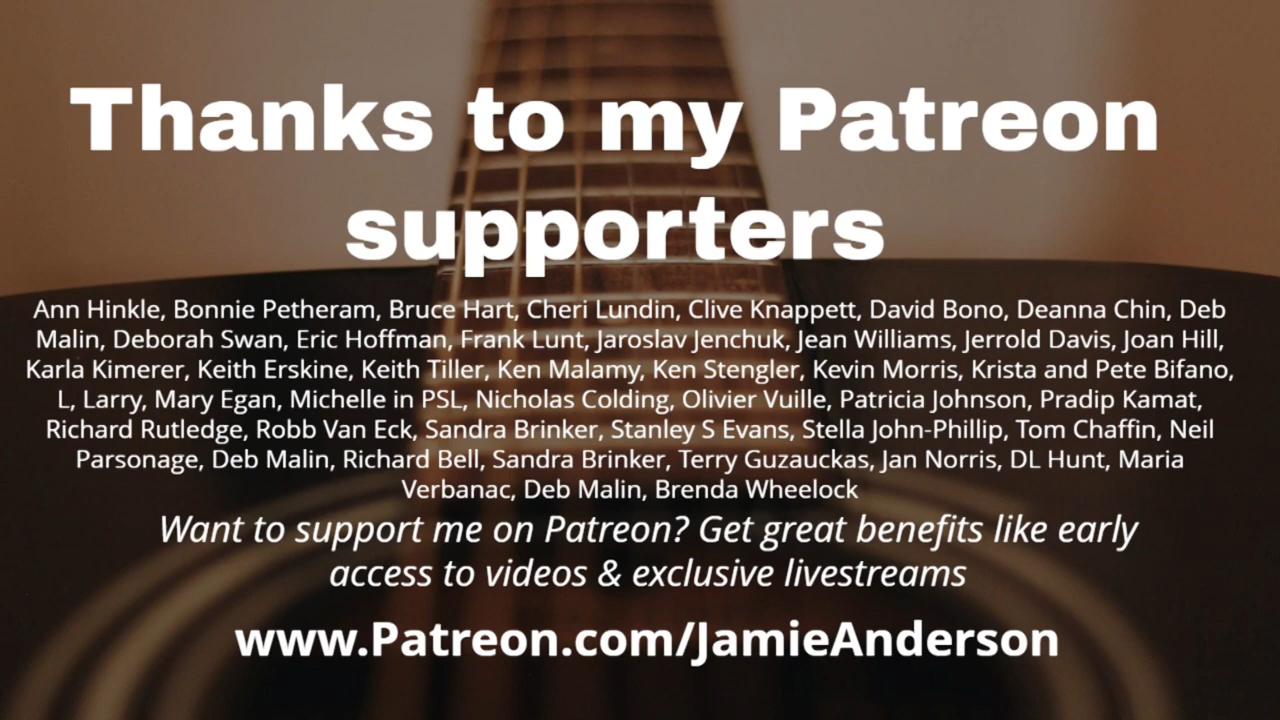 Thanks to my Patreon
supporters
Ann Hinkle, Bonnie Petheram, Bruce Hart, Cheri Lundin, Clive Knappett, David Bono, Deanna Chin, Deb
Malin, Deborah Swan, Eric Hoffman, Frank Lunt, Jaroslav Jenchuk, Jean Williams, Jerrold Davis, Joan Hill,
Karla Kimerer, Keith Erskine, Keith Tiller, Ken Malamy, Ken Stengler, Kevin Morris, Krista and Pete Bifano,
L, Larry, Mary Egan, Michelle in PSL, Nicholas Colding, Olivier Vuille, Patricia Johnson, Pradip Kamat,
Richard Rutledge, Robb Van Eck, Sandra Brinker, Stanley S Evans, Stella John-Phillip, Tom Chaffin, Neil
Parsonage, Deb Malin, Richard Bell, Sandra Brinker, Terry Guzauckas, Jan Norris, DL Hunt, Maria
Verbanac, Deb Malin, Brenda Wheelock
Want to support me on Patreon? Get great benefits like early
access to videos & exclusive livestreams
www.Patreon.com/JamieAnderson